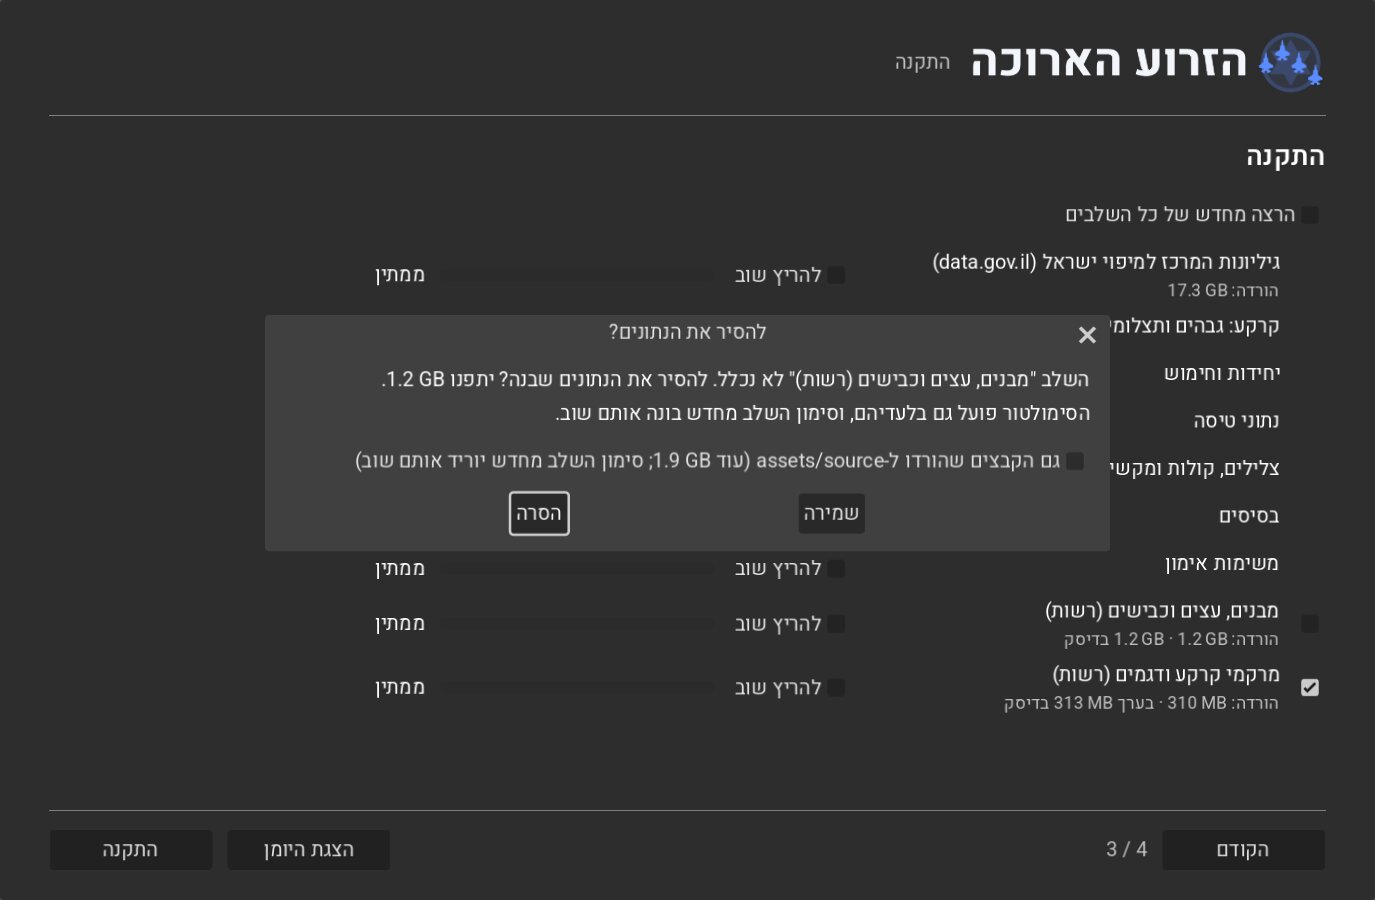 הזרוע הארוכה
התקנה
התקנה
הרצה מחדש של כל השלבים
גיליונות המרכז למיפוי ישראל (data.gov.il)
הורדה: 17.3 GB
להריץ שוב
ממתין
קרקע: גבהים ותצלומי
יחידות וחימוש
נתוני טיסה
צלילים, קולות ומקשי
בסיסים
משימות אימון
להסיר את הנתונים?
השלב "מבנים, עצים וכבישים (רשות)" לא נכלל. להסיר את הנתונים שבנה? יתפנו 1.2 GB.
הסימולטור פועל גם בלעדיהם, וסימון השלב מחדש בונה אותם שוב.
גם הקבצים שהורדו ל-assets/source (עוד 1.9 GB; סימון השלב מחדש יוריד אותם שוב)
שמירה
הסרה
להריץ שוב
ממתין
מבנים, עצים וכבישים (רשות)
הורדה: 1.2 GB · 1.2 GB בדיסק
להריץ שוב
ממתין
מרקמי קרקע ודגמים (רשות)
הורדה: 310 MB · בערך 313 MB בדיסק
להריץ שוב
ממתין
הקודם
3 / 4
הצגת היומן
התקנה